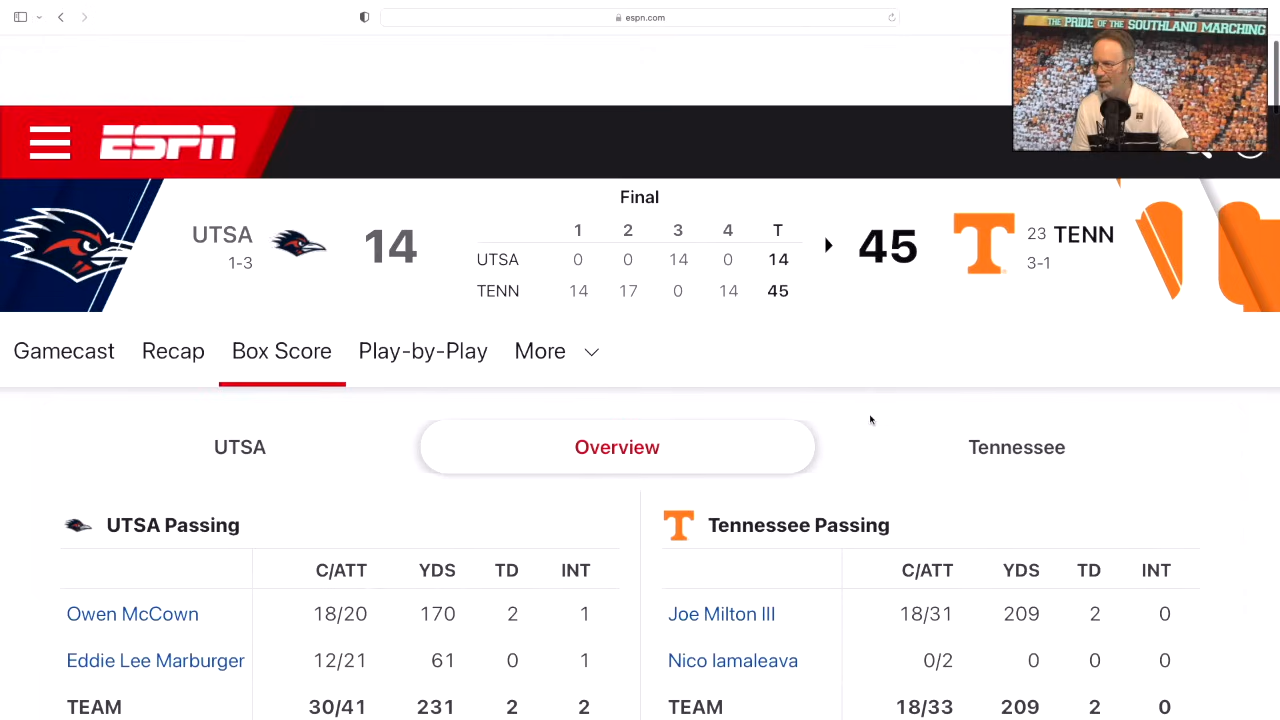 espn.com
THE PRIDE OF THE SOUTHLAND MARCHING
ESPN
Final
UTSA 14 1 2 3 4 T 45 23 TENN
1-3 UTSA 0 0 14 0 14 3-1
TENN 14 17 0 14 45
Gamecast Recap Box Score Play-by-Play More
UTSA Overview Tennessee
UTSA Passing
C/ATT YDS TD INT
Owen McCown 18/20 170 2 1
Eddie Lee Marburger 12/21 61 0 1
TEAM 30/41 231 2 2
T Tennessee Passing
C/ATT YDS TD INT
Joe Milton III 18/31 209 2 0
Nico Iamaleava 0/2 0 0 0
TEAM 18/33 209 2 0